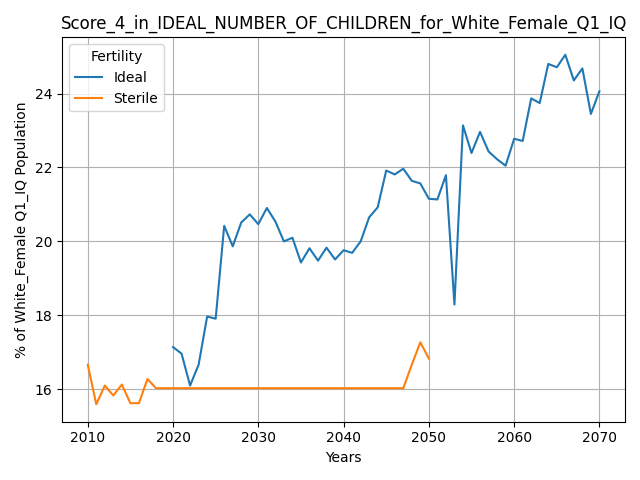 Score_4_in_IDEAL_NUMBER_OF_CHILDREN_for_White_Female_Q1_IQ
Fertility
Ideal
Sterile
% of White_Female Q1_IQ Population
24
22
20
18
16
2010 2020 2030 2040 2050 2060 2070
Years